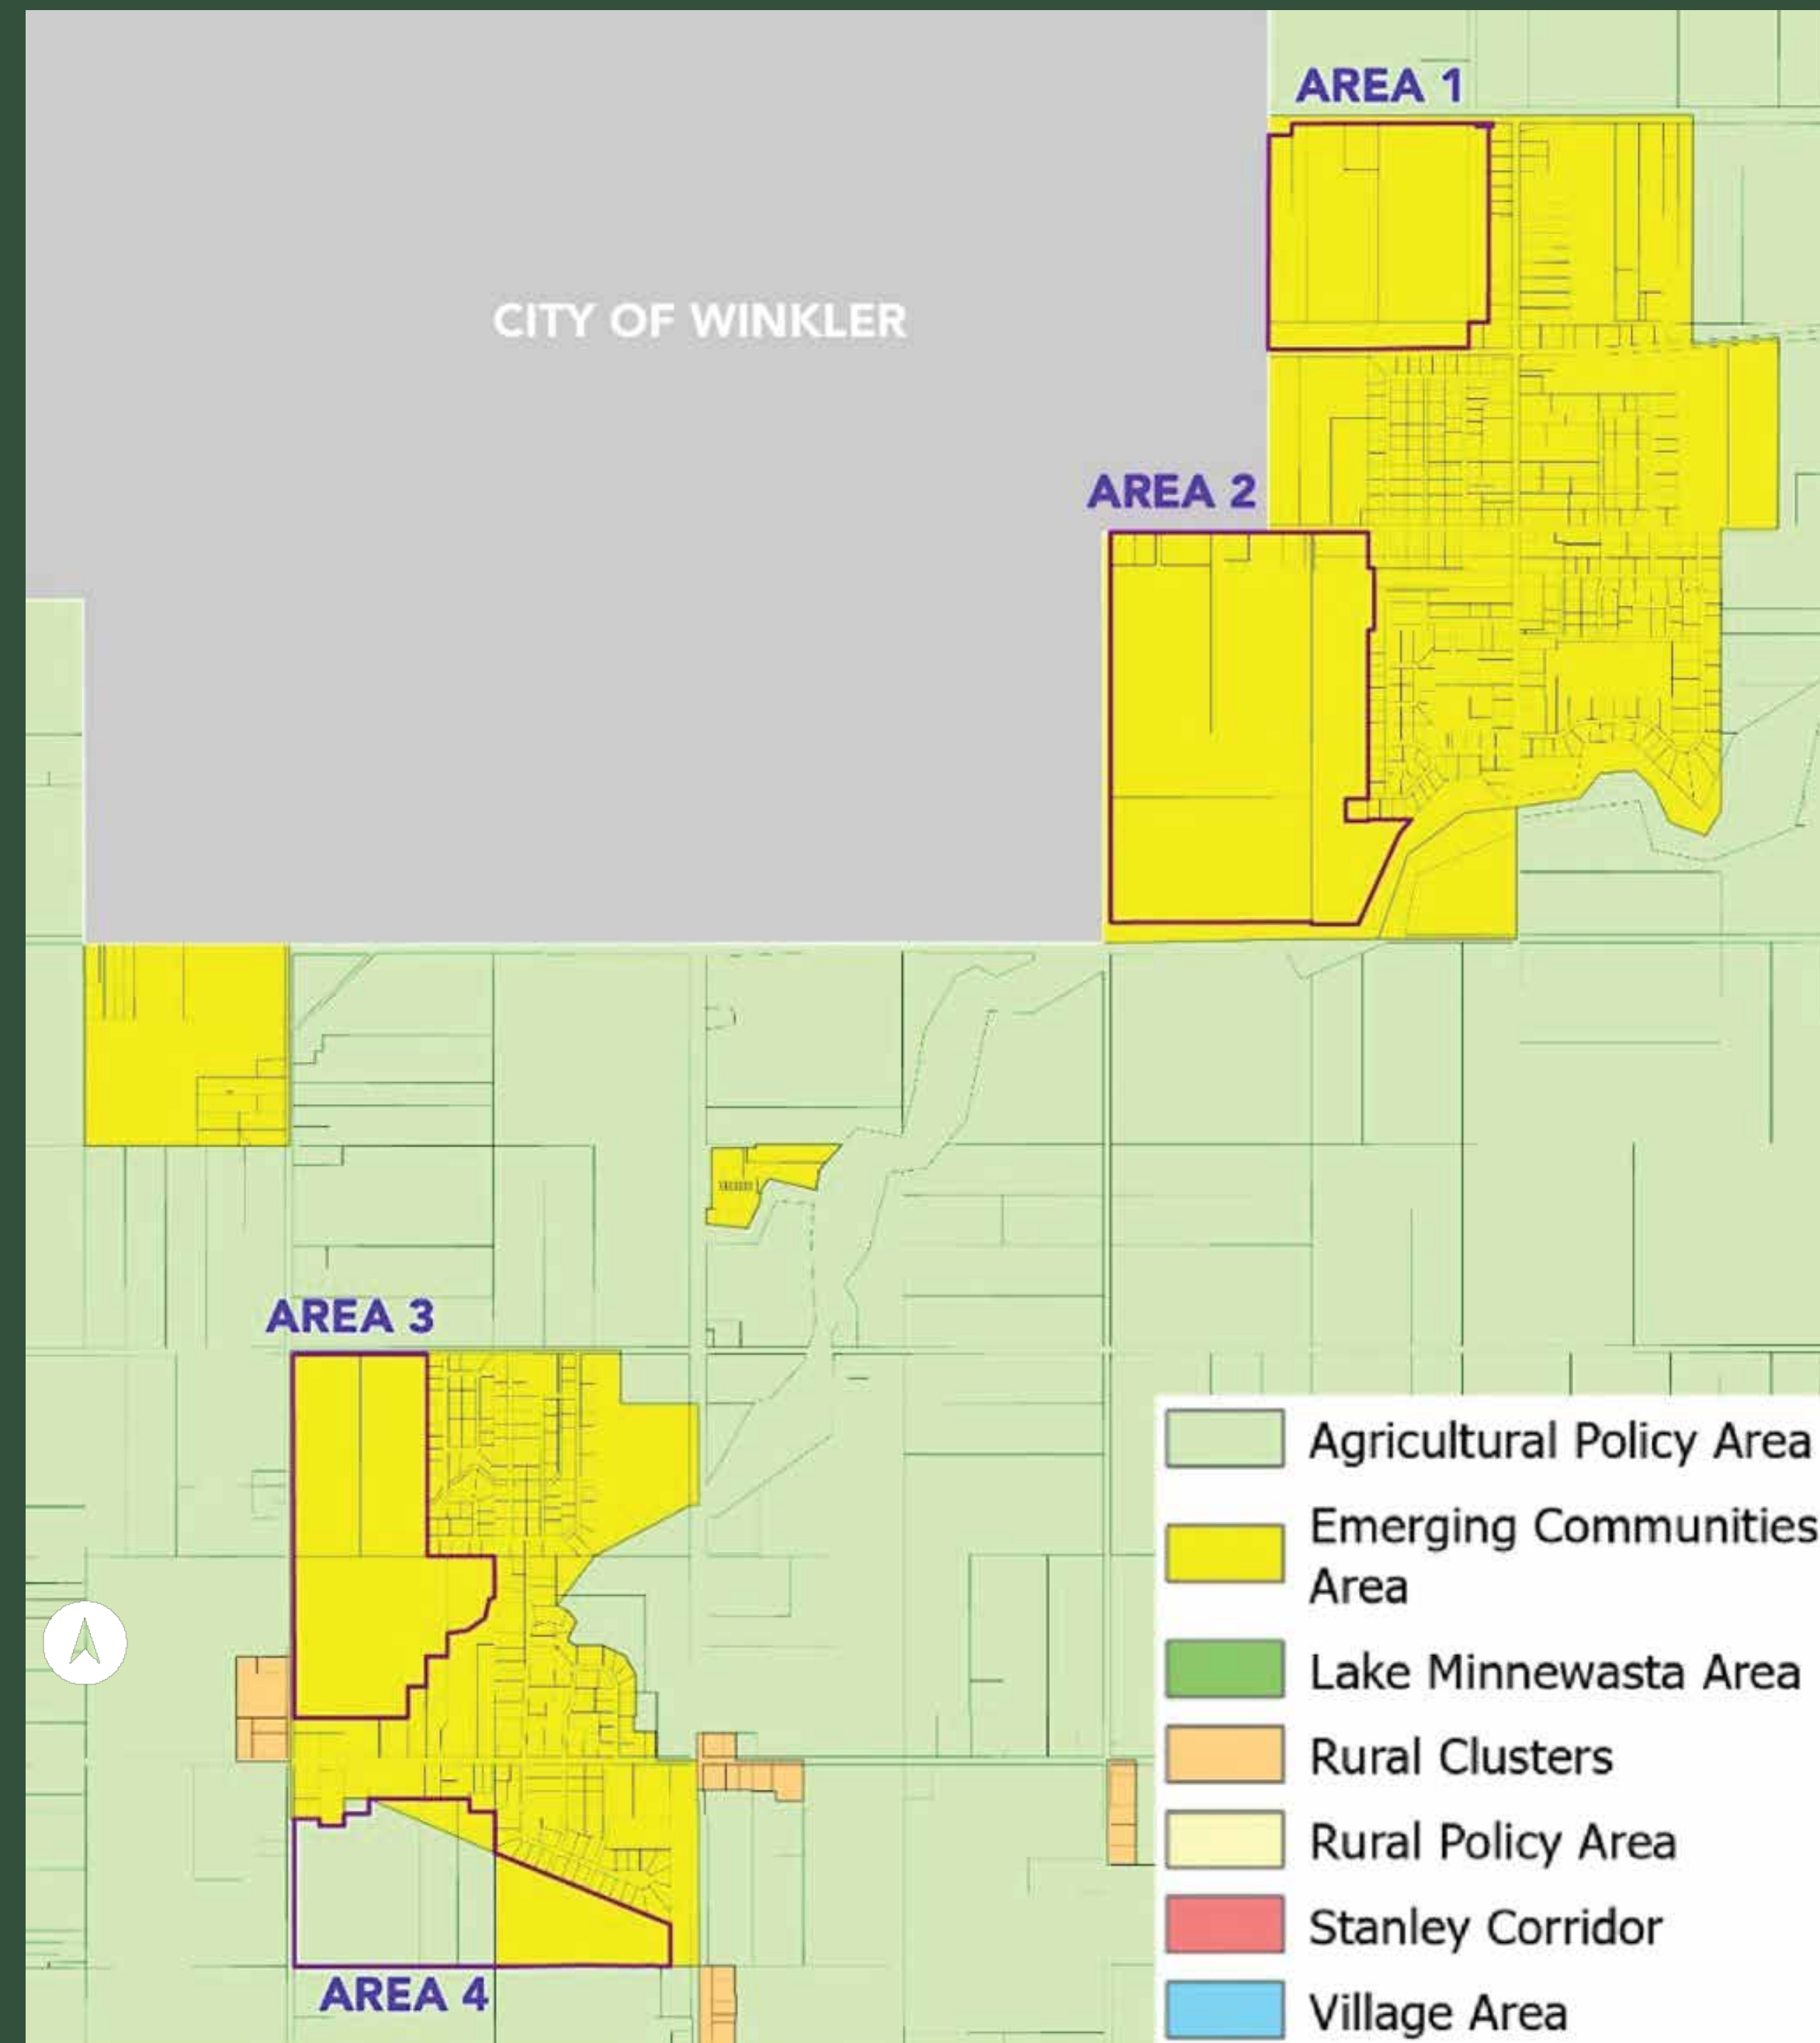 AREA 1
CITY OF WINKLER
AREA 2
AREA 3
AREA 4
Agricultural Policy Area
Emerging Communities
Area
Lake Minnewasta Area
Rural Clusters
Rural Policy Area
Stanley Corridor
Village Area